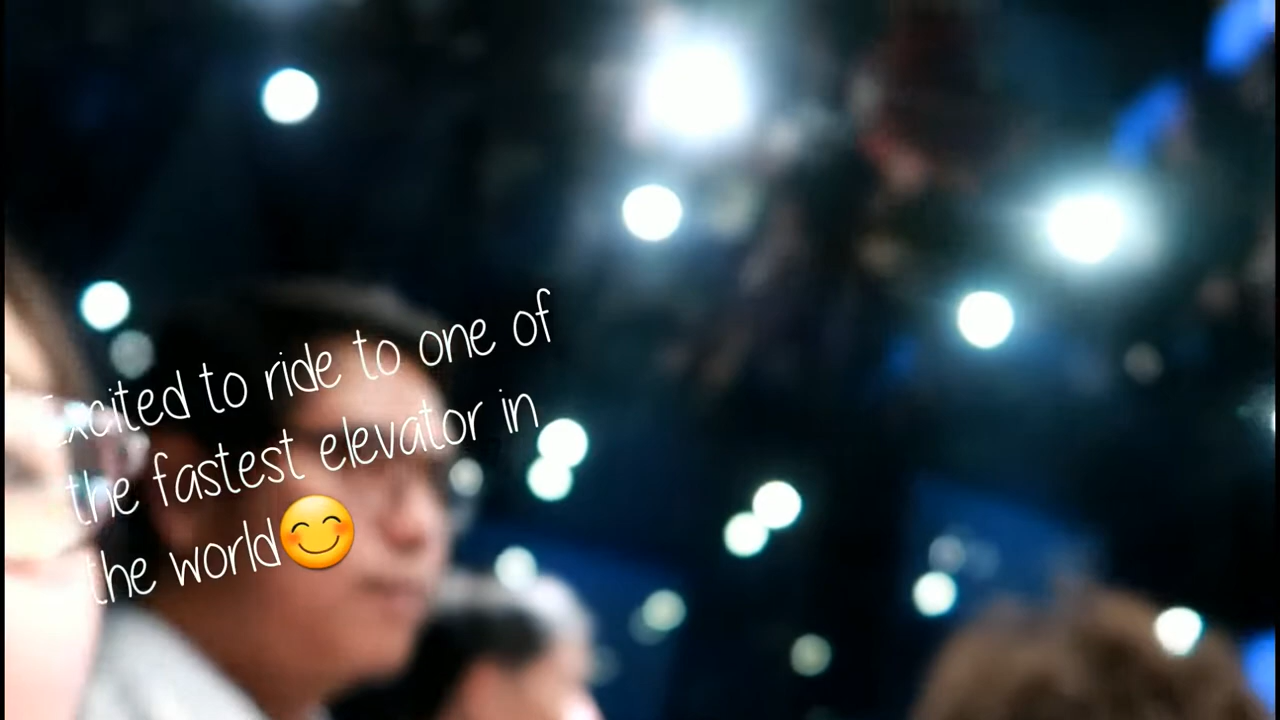 Excited to ride to one of
the fastest elevator in
the world😊